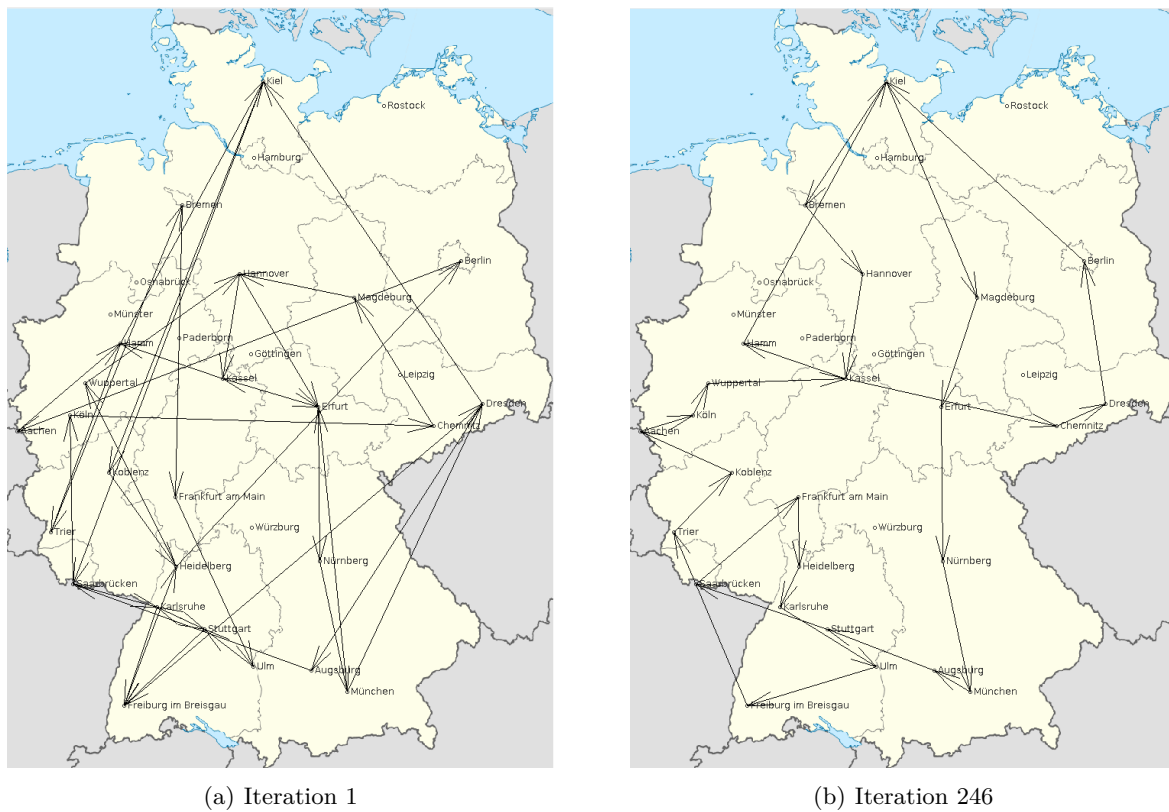 Kiel
Rostock
Hamburg
Bremen
Berlin
Hannover
Osnabrück
Magdeburg
Münster
Paderborn
Hamm
Göttingen
Kassel
Leipzig
Wuppertal
Dresden
Erfurt
Köln
Chemnitz
Aachen
Koblenz
Frankfurt am Main
Würzburg
Trier
Nürnberg
Heidelberg
Saarbrücken
Karlsruhe
Stuttgart
Ulm
Augsburg
München
Freiburg im Breisgau
(a) Iteration 1
Kiel
Rostock
Hamburg
Bremen
Berlin
Hannover
Osnabrück
Magdeburg
Münster
Paderborn
Hamm
Göttingen
Kassel
Leipzig
Wuppertal
Dresden
Erfurt
Köln
Chemnitz
Aachen
Koblenz
Frankfurt am Main
Würzburg
Trier
Nürnberg
Heidelberg
Saarbrücken
Karlsruhe
Stuttgart
Ulm
Augsburg
München
Freiburg im Breisgau
(b) Iteration 246